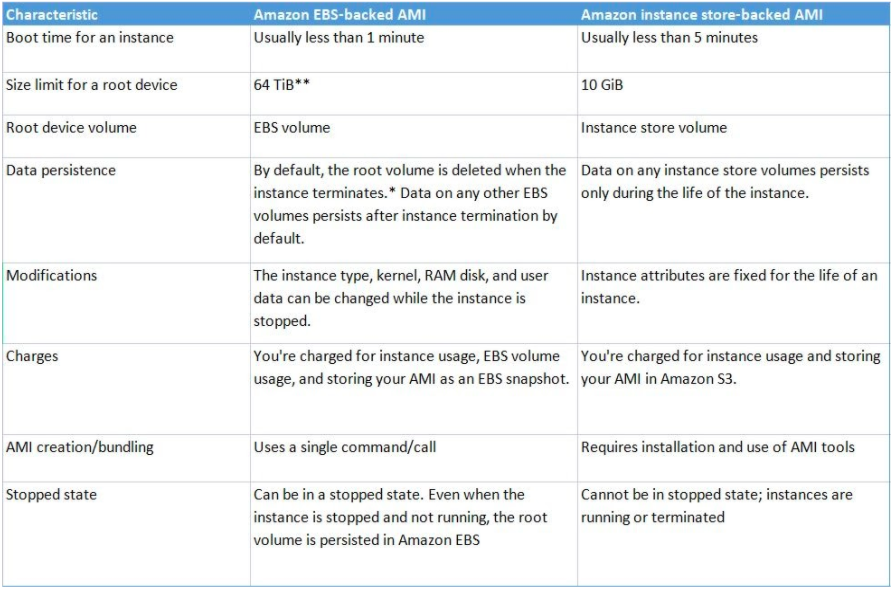 Characteristic Amazon EBS-backed AMI Amazon instance store-backed AMI
Boot time for an instance Usually less than 1 minute Usually less than 5 minutes
Size limit for a root device 64 TiB** 10 GiB
Root device volume EBS volume Instance store volume
Data persistence By default, the root volume is deleted when the Data on any instance store volumes persists
instance terminates.* Data on any other EBS only during the life of the instance.
volumes persists after instance termination by
default.
Modifications The instance type, kernel, RAM disk, and user Instance attributes are fixed for the life of an
data can be changed while the instance is instance.
stopped.
Charges You're charged for instance usage, EBS volume You're charged for instance usage and storing
usage, and storing your AMI as an EBS snapshot. your AMI in Amazon S3.
AMI creation/bundling Uses a single command/call Requires installation and use of AMI tools
Stopped state Can be in a stopped state. Even when the Cannot be in stopped state; instances are
instance is stopped and not running, the root running or terminated
volume is persisted in Amazon EBS